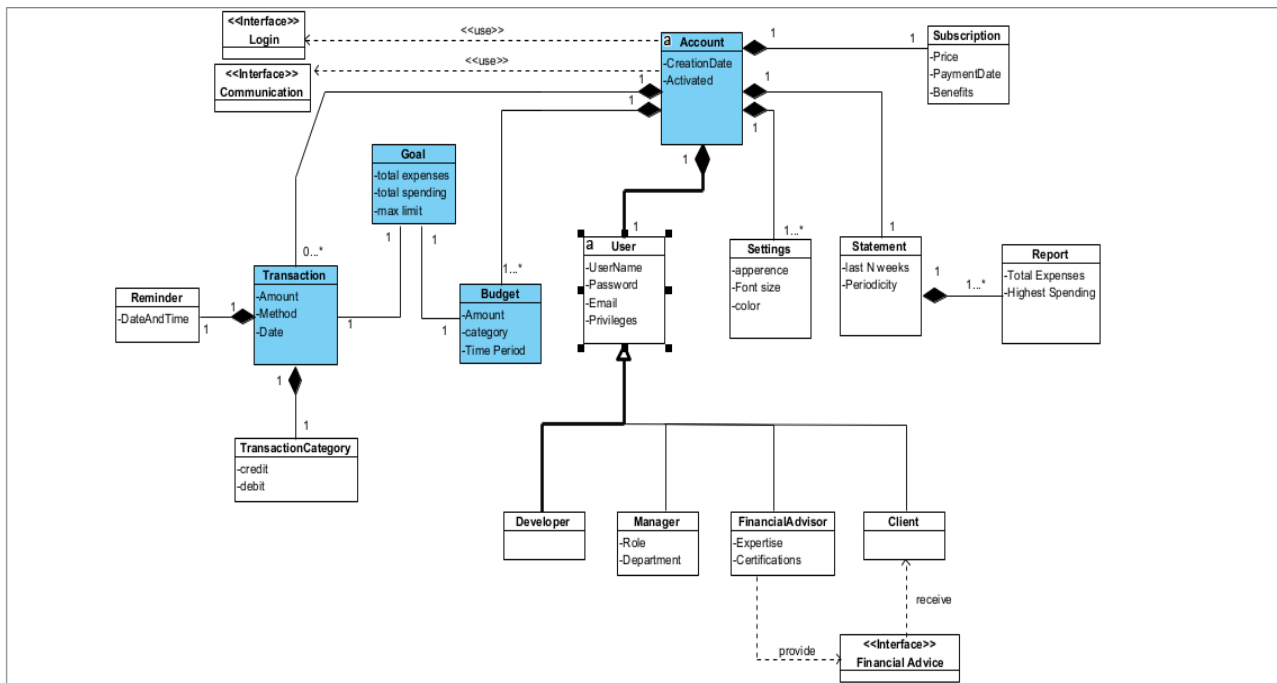 <<Interface>>
Login
<<use>>
a
Account
-CreationDate
-Activated
1
1
Subscription
-Price
-PaymentDate
-Benefits
<<Interface>>
Communication
<<use>>
1
1
1
1
1
Goal
-total expenses
-total spending
-max limit
1
1
0...*
1
a
User
-UserName
-Password
-Email
-Privileges
1...*
Settings
-apperence
-Font size
-color
1
Statement
-last N weeks
-Periodicity
1
1...*
Report
-Total Expenses
-Highest Spending
Transaction
-Amount
-Method
-Date
1...*
Budget
-Amount
-category
-Time Period
Reminder
-DateAndTime
1
1
1
1
1
1
TransactionCategory
-credit
-debit
Developer
Manager
-Role
-Department
FinancialAdvisor
-Expertise
-Certifications
Client
receive
provide
<<Interface>>
Financial Advice